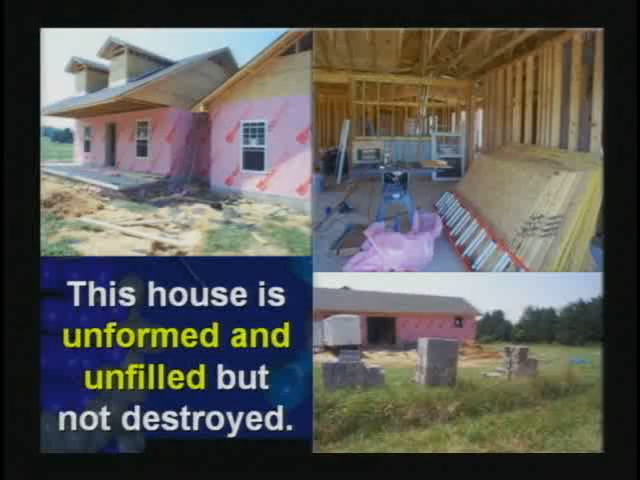 This house is
unformed and
unfilled but
not destroyed.